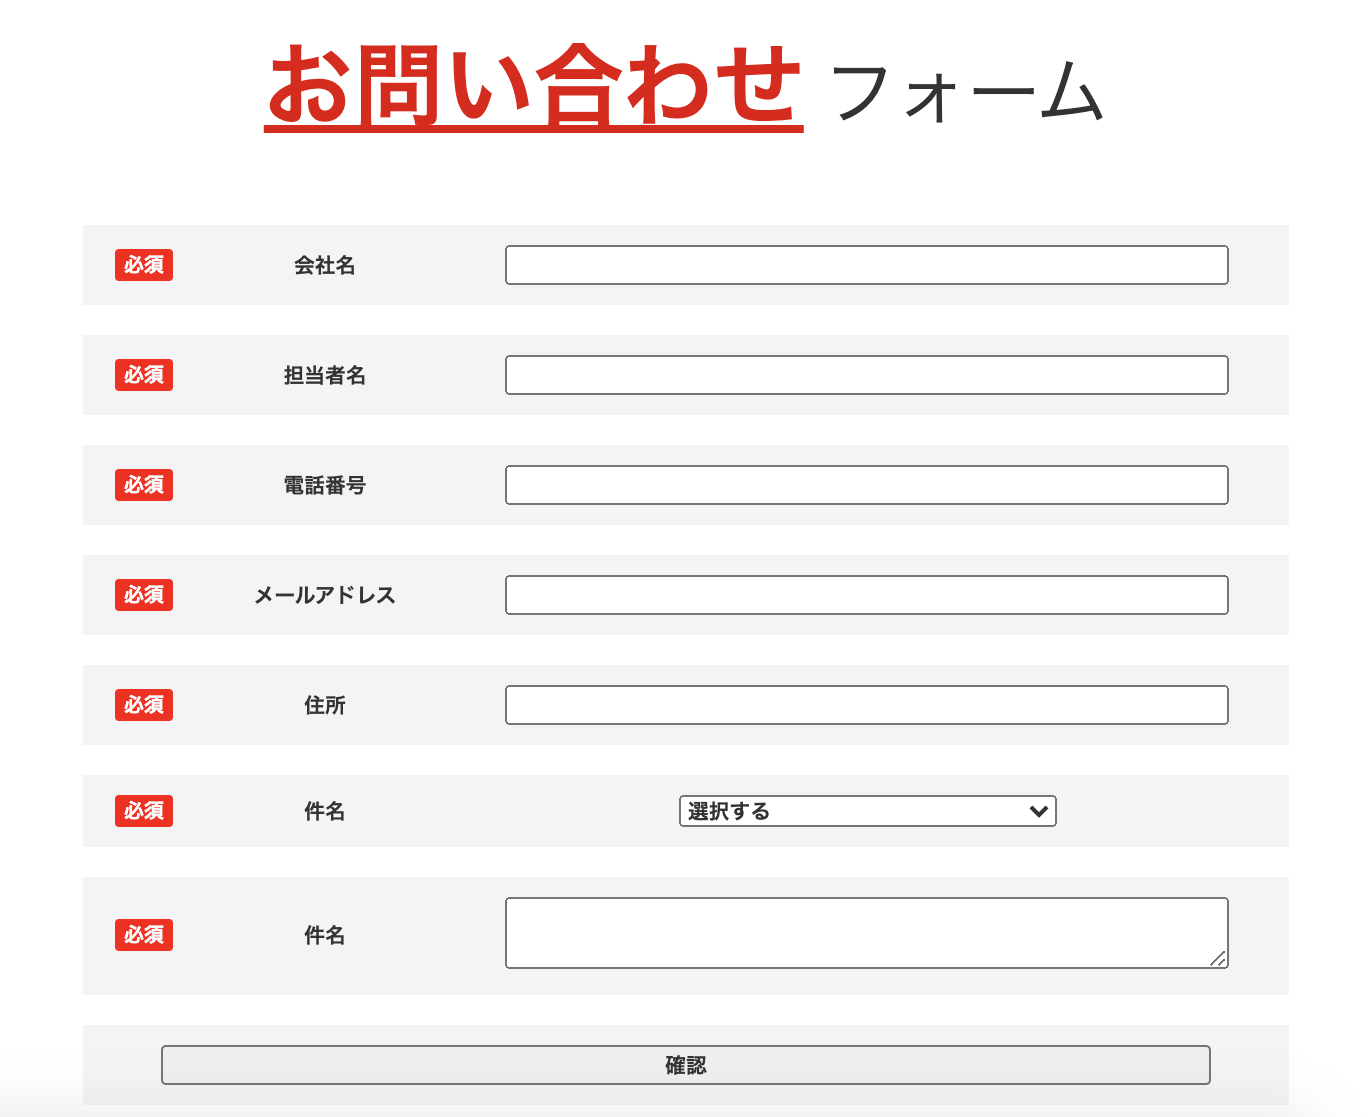 お問い合わせ フォーム
必須 会社名
必須 担当者名
必須 電話番号
必須 メールアドレス
必須 住所
必須 件名 選択する
必須 件名
確認